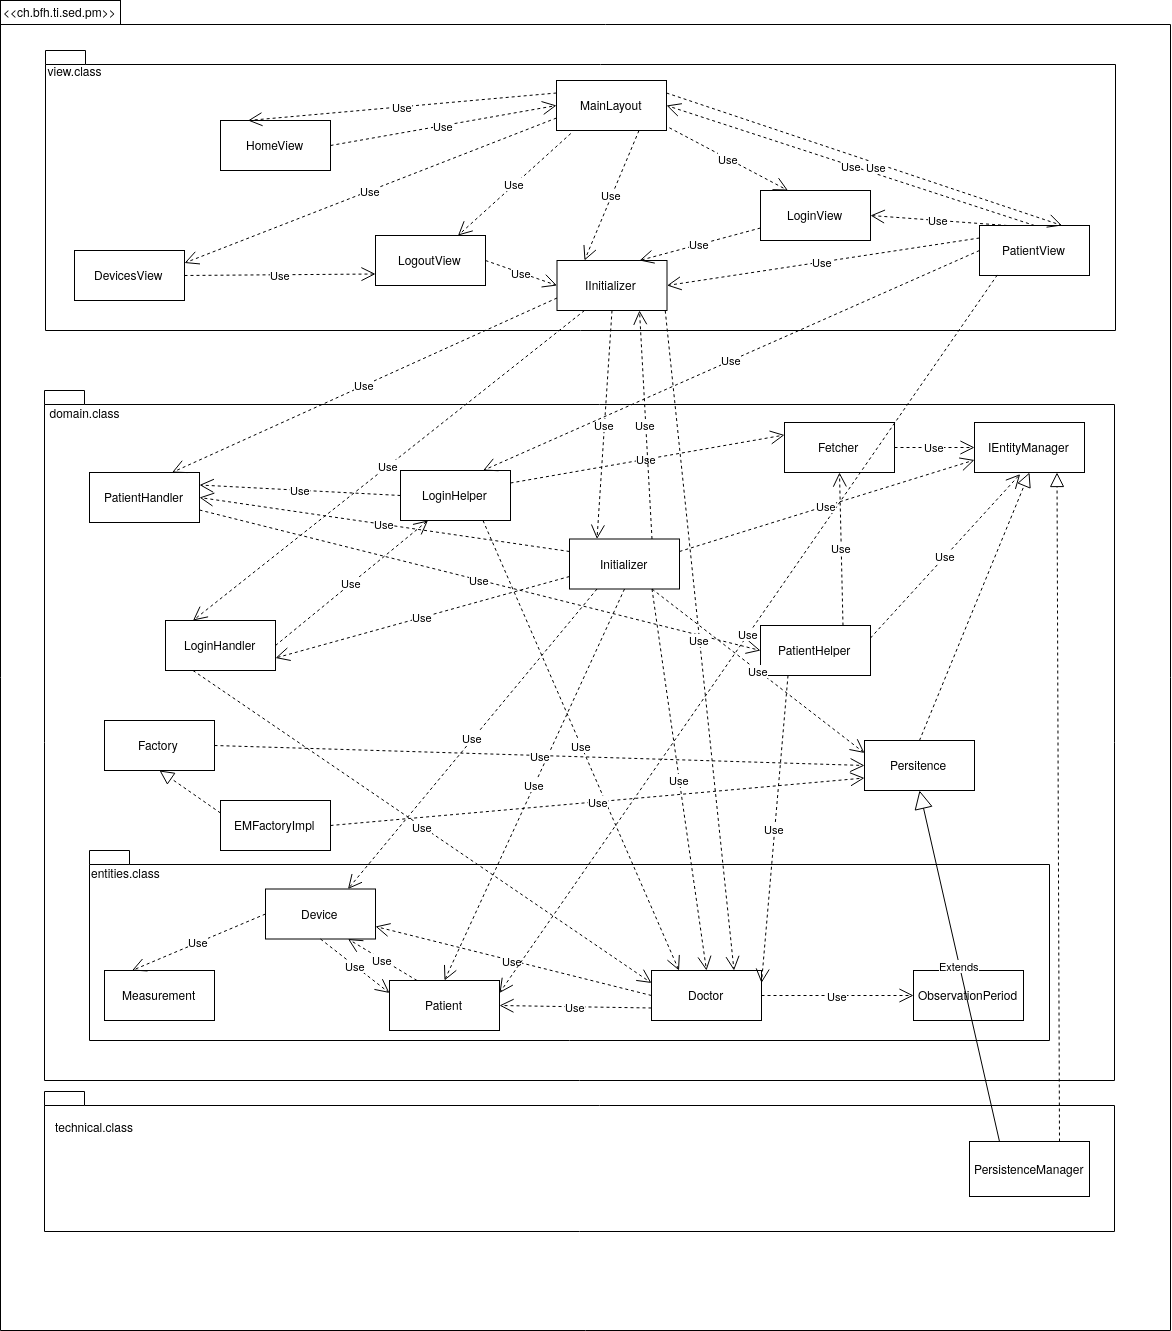 <<ch.bfh.ti.sed.pm>>
view.class
MainLayout
Use
Use
HomeView
Use
Use Use
Use
Use
Use
LoginView
Use
PatientView
Use
LogoutView
Use
Use
DevicesView
Use
IInitializer
Use
Use
domain.class
Use
Use
Fetcher
Use
IEntityManager
Use
Use
PatientHandler
Use
LoginHelper
Use
Use
Use
Initializer
Use
Use
Use
Use
Use
LoginHandler
Use
Use
PatientHelper
Use
Factory
Use
Use
Use
Persitence
Use
Use
Use
EMFactoryImpl
Use
Use
entities.class
Device
Use
Use
Use
Use
Extends
Measurement
Patient
Use
Doctor
Use
ObservationPeriod
technical.class
PersistenceManager